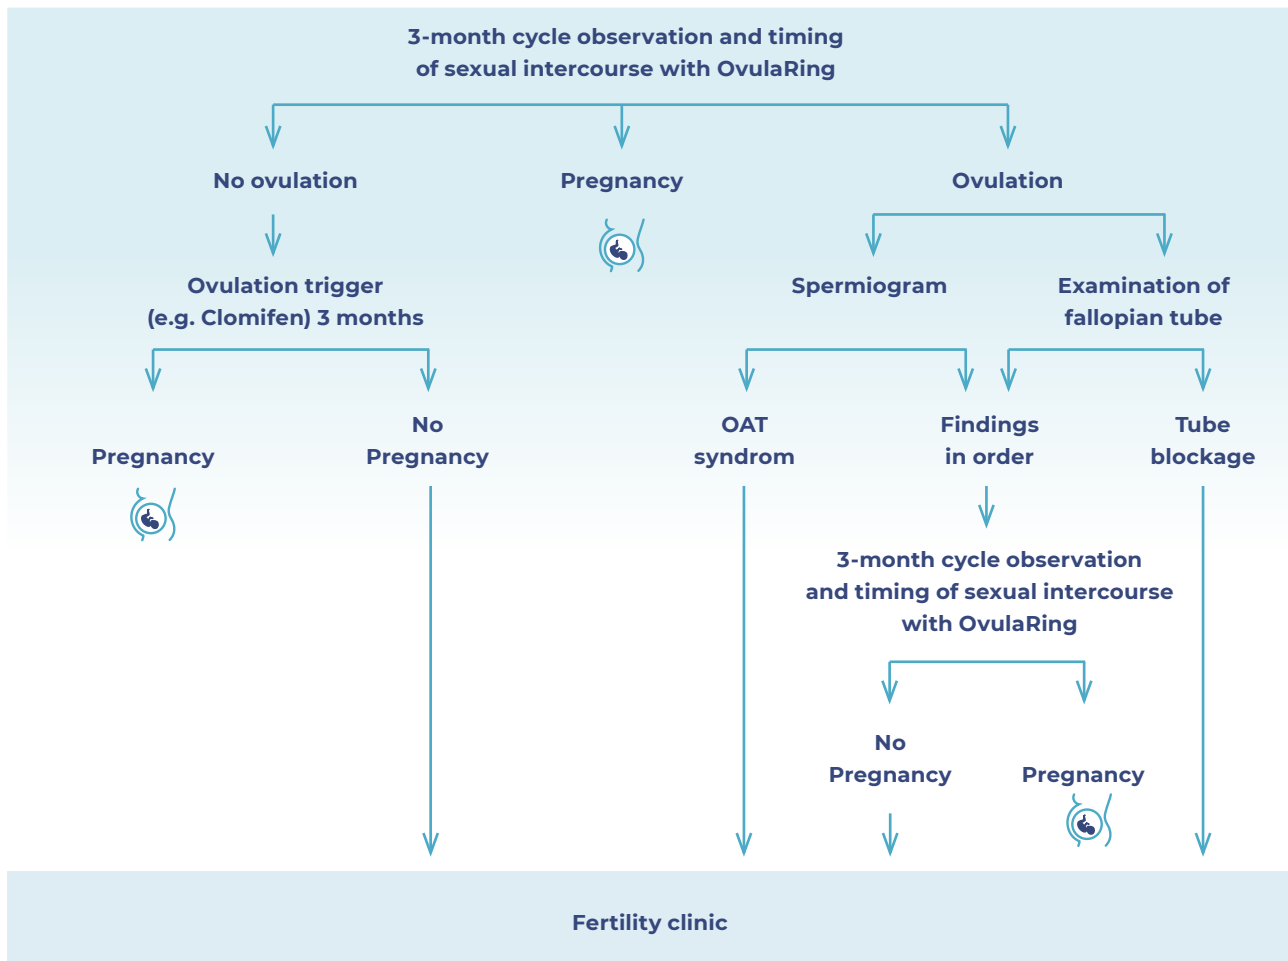 3-month cycle observation and timing
of sexual intercourse with OvulaRing
No ovulation
Pregnancy
Ovulation
Ovulation trigger
(e.g. Clomifen) 3 months
Spermiogram
Examination of
fallopian tube
Pregnancy
No
Pregnancy
OAT
syndrom
Findings
in order
Tube
blockage
3-month cycle observation
and timing of sexual intercourse
with OvulaRing
No
Pregnancy
Pregnancy
Fertility clinic